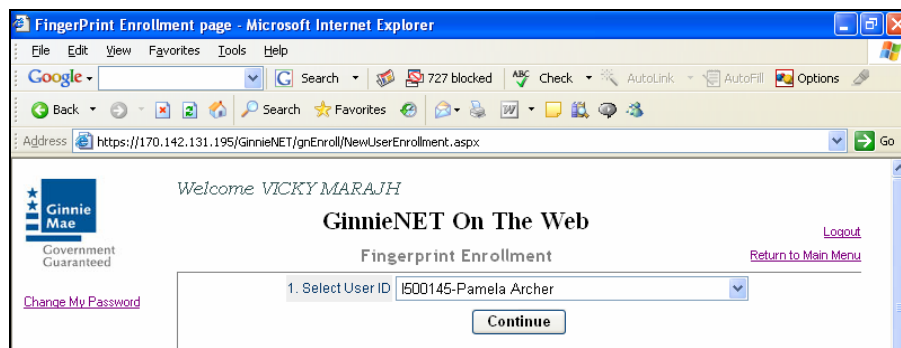 FingerPrint Enrollment page - Microsoft Internet Explorer
File Edit View Favorites Tools Help
Google Search 727 blocked ABC Check AutoLink AutoFill Options
Back Search Favorites W
Address https://170.142.131.195/GinnieNET/gnEnroll/NewUserEnrollment.aspx Go
Welcome VICKY MARAJH
Ginnie
Mae
Government
Guaranteed
GinnieNET On The Web
Logout
Fingerprint Enrollment
Return to Main Menu
Change My Password
1. Select User ID I500145-Pamela Archer
Continue